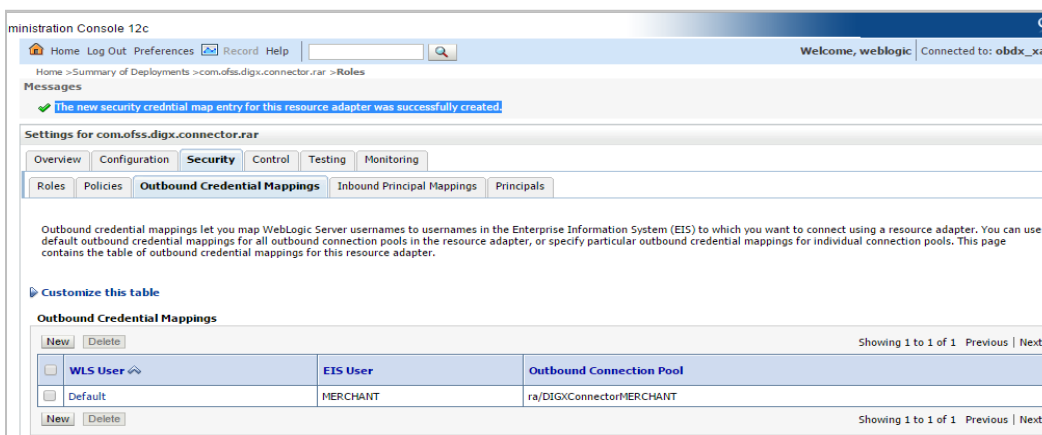 ministration Console 12c
Home Log Out Preferences Record Help
Welcome, weblogic Connected to: obdx_xa
Home >Summary of Deployments >com.ofss.digx.connector.rar >Roles
Messages
The new security credntial map entry for this resource adapter was successfully created.
Settings for com.ofss.digx.connector.rar
Overview Configuration Security Control Testing Monitoring
Roles Policies Outbound Credential Mappings Inbound Principal Mappings Principals
Outbound credential mappings let you map WebLogic Server usernames to usernames in the Enterprise Information System (EIS) to which you want to connect using a resource adapter. You can use
default outbound credential mappings for all outbound connection pools in the resource adapter, or specify particular outbound credential mappings for individual connection pools. This page
contains the table of outbound credential mappings for this resource adapter.
Customize this table
Outbound Credential Mappings
New Delete
Showing 1 to 1 of 1 Previous | Next
WLS User EIS User Outbound Connection Pool
Default MERCHANT ra/DIGXConnectorMERCHANT
New Delete
Showing 1 to 1 of 1 Previous | Next